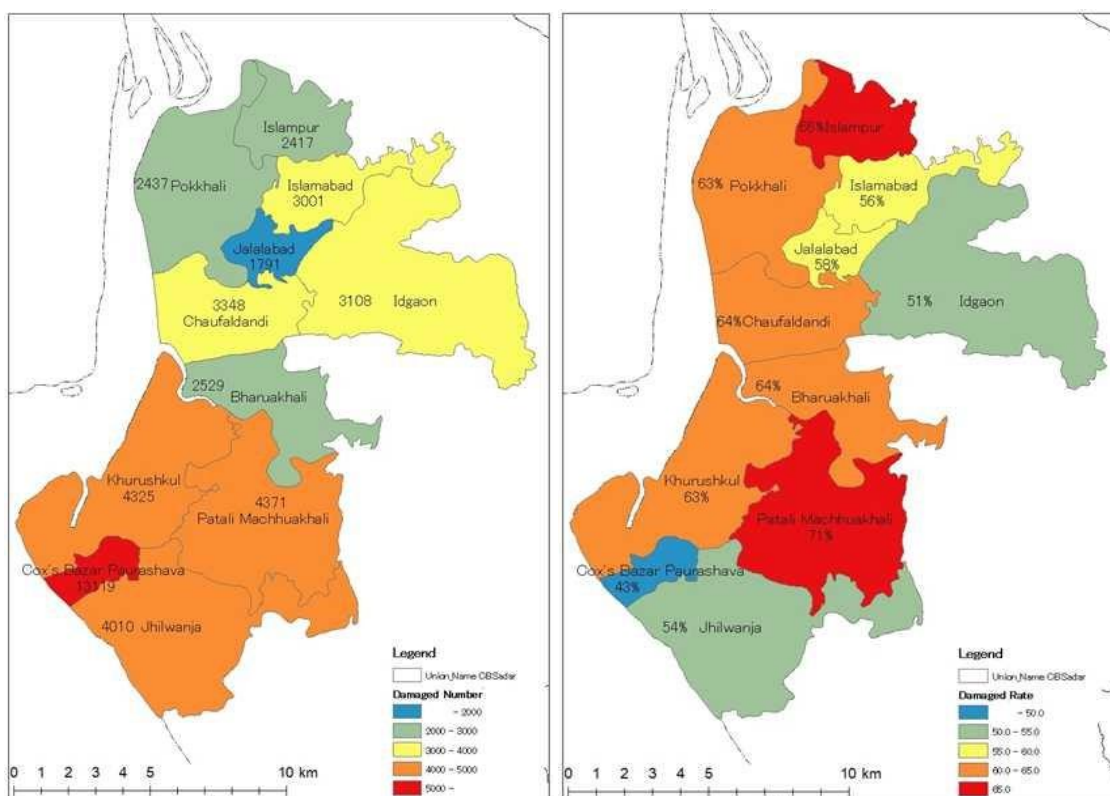 Islampur
2417
2437 Pokkhali
Islamabad
3001
Jalalabad
1791
3348
Chaufaldandi
3108 Idgaon
2529
Bharuakhali
Khurushkul
4325
4371
Patali Machhuakhali
Cox's Bazar Paurashava
13119
4010 Jhilwanja
Legend
Union_Name CBSadar
Damaged Number
- 2000
2000 - 3000
3000 - 4000
4000 - 5000
5000 -
0 1 2 3 4 5 10 km
66% Islampur
63% Pokkhali
Islamabad
56%
Jalalabad
58%
51% Idgaon
64% Chaufaldandi
64%
Bharuakhali
Khurushkul
63%
Patali Machhuakhali
71%
Cox's Bazar Paurashava
43%
54% Jhilwanja
Legend
Union_Name CBSadar
Damaged Rate
- 50.0
50.0 - 55.0
55.0 - 60.0
60.0 - 65.0
65.0
0 1 2 3 4 5 10 km